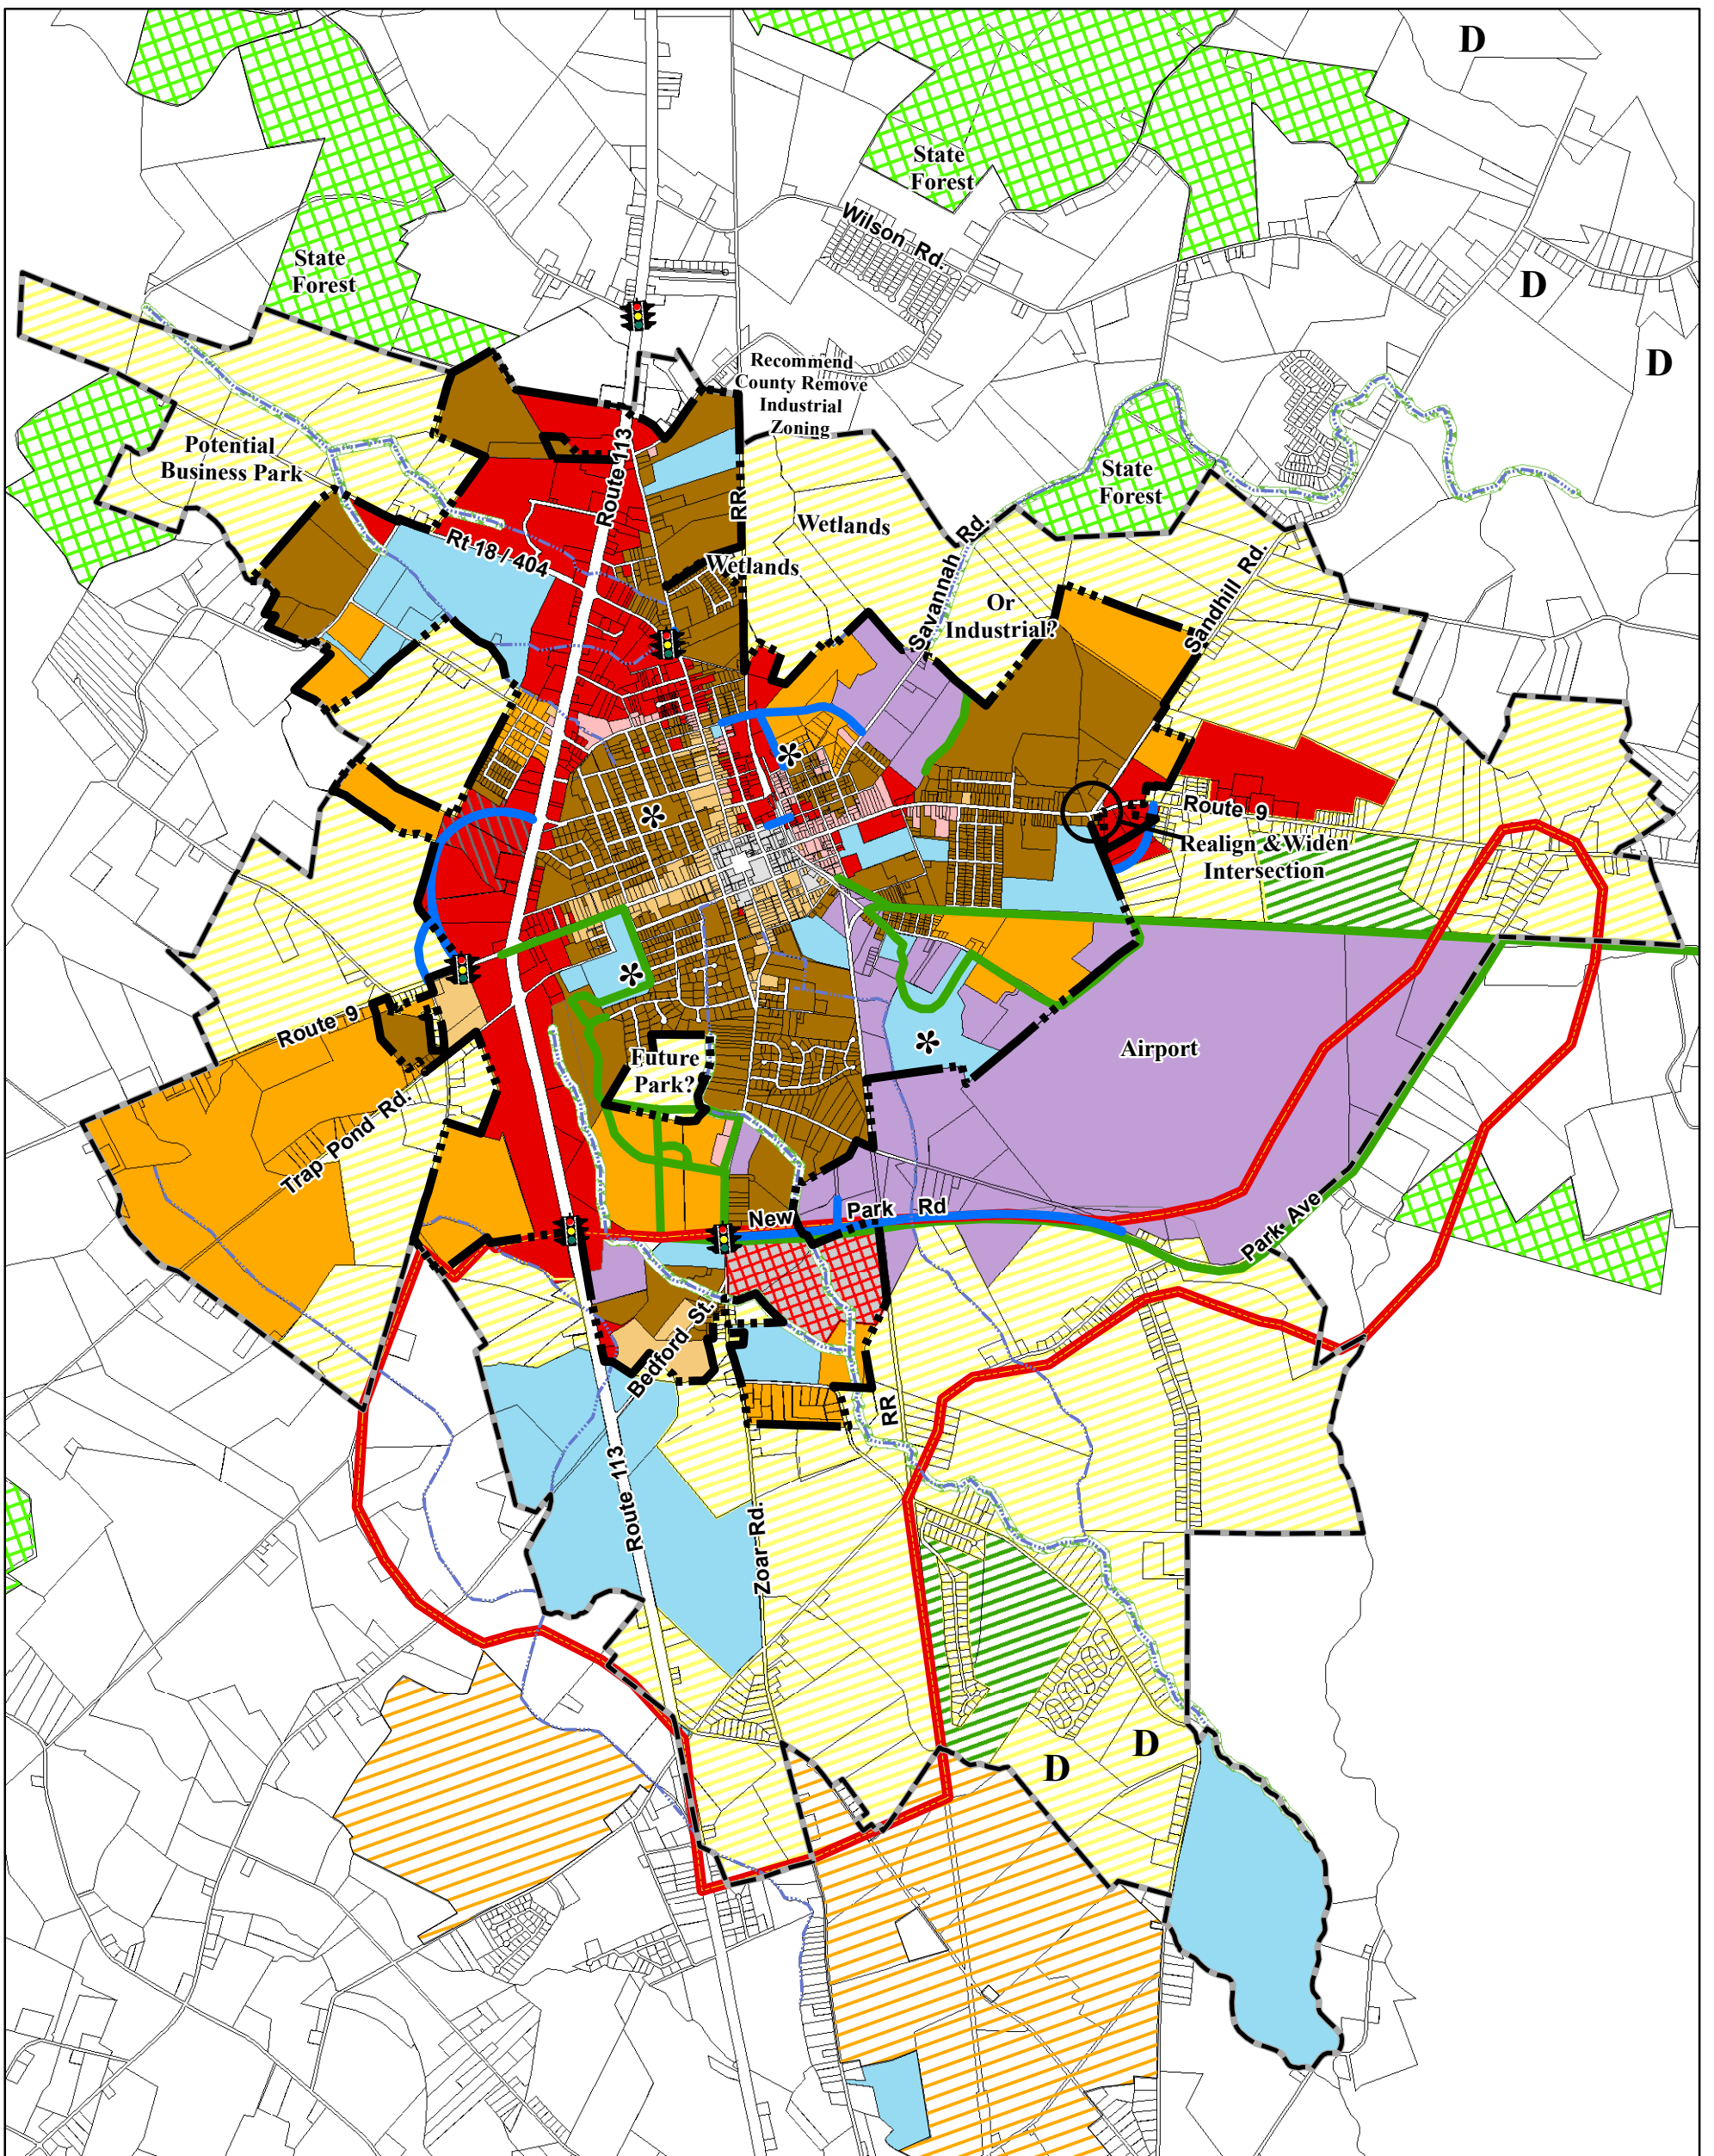 D
State
Forest
Wilson Rd.
State
Forest
D
D
Recommend
County Remove
Industrial
Zoning
Potential
Business Park
Route 113
RR
State
Forest
Wetlands
Rt 18 / 404
Wetlands
Savannah Rd.
Sandhill Rd.
Or
Industrial?
*
*
Route 9
Realign & Widen
Intersection
*
Route 9
Future
Park?
*
Airport
Trap Pond Rd.
New Park Rd
Park Ave
Bedford St.
RR
Route 113
Zoar Rd.
D
D